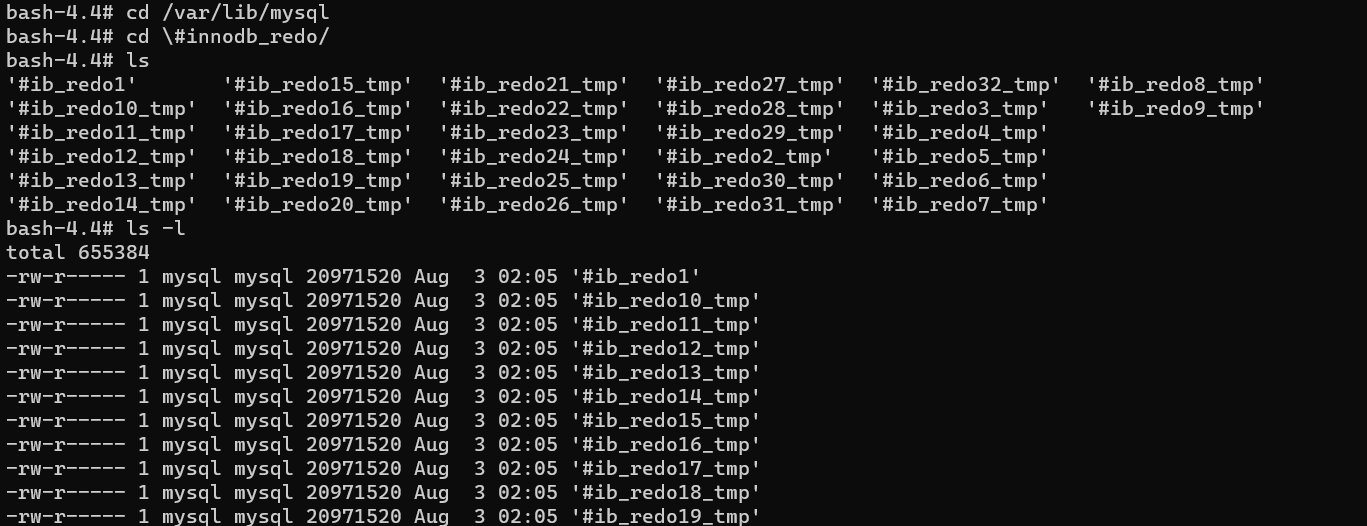 bash-4.4# cd /var/lib/mysql
bash-4.4# cd \#innodb_redo/
bash-4.4# ls
'#ib_redo1'       '#ib_redo15_tmp'  '#ib_redo21_tmp'  '#ib_redo27_tmp'  '#ib_redo32_tmp'  '#ib_redo8_tmp'
'#ib_redo10_tmp'  '#ib_redo16_tmp'  '#ib_redo22_tmp'  '#ib_redo28_tmp'  '#ib_redo3_tmp'   '#ib_redo9_tmp'
'#ib_redo11_tmp'  '#ib_redo17_tmp'  '#ib_redo23_tmp'  '#ib_redo29_tmp'  '#ib_redo4_tmp'
'#ib_redo12_tmp'  '#ib_redo18_tmp'  '#ib_redo24_tmp'  '#ib_redo2_tmp'   '#ib_redo5_tmp'
'#ib_redo13_tmp'  '#ib_redo19_tmp'  '#ib_redo25_tmp'  '#ib_redo30_tmp'  '#ib_redo6_tmp'
'#ib_redo14_tmp'  '#ib_redo20_tmp'  '#ib_redo26_tmp'  '#ib_redo31_tmp'  '#ib_redo7_tmp'
bash-4.4# ls -l
total 655384
-rw-r----- 1 mysql mysql 20971520 Aug  3 02:05 '#ib_redo1'
-rw-r----- 1 mysql mysql 20971520 Aug  3 02:05 '#ib_redo10_tmp'
-rw-r----- 1 mysql mysql 20971520 Aug  3 02:05 '#ib_redo11_tmp'
-rw-r----- 1 mysql mysql 20971520 Aug  3 02:05 '#ib_redo12_tmp'
-rw-r----- 1 mysql mysql 20971520 Aug  3 02:05 '#ib_redo13_tmp'
-rw-r----- 1 mysql mysql 20971520 Aug  3 02:05 '#ib_redo14_tmp'
-rw-r----- 1 mysql mysql 20971520 Aug  3 02:05 '#ib_redo15_tmp'
-rw-r----- 1 mysql mysql 20971520 Aug  3 02:05 '#ib_redo16_tmp'
-rw-r----- 1 mysql mysql 20971520 Aug  3 02:05 '#ib_redo17_tmp'
-rw-r----- 1 mysql mysql 20971520 Aug  3 02:05 '#ib_redo18_tmp'
-rw-r----- 1 mysql mysql 20971520 Aug  3 02:05 '#ib_redo19_tmp'